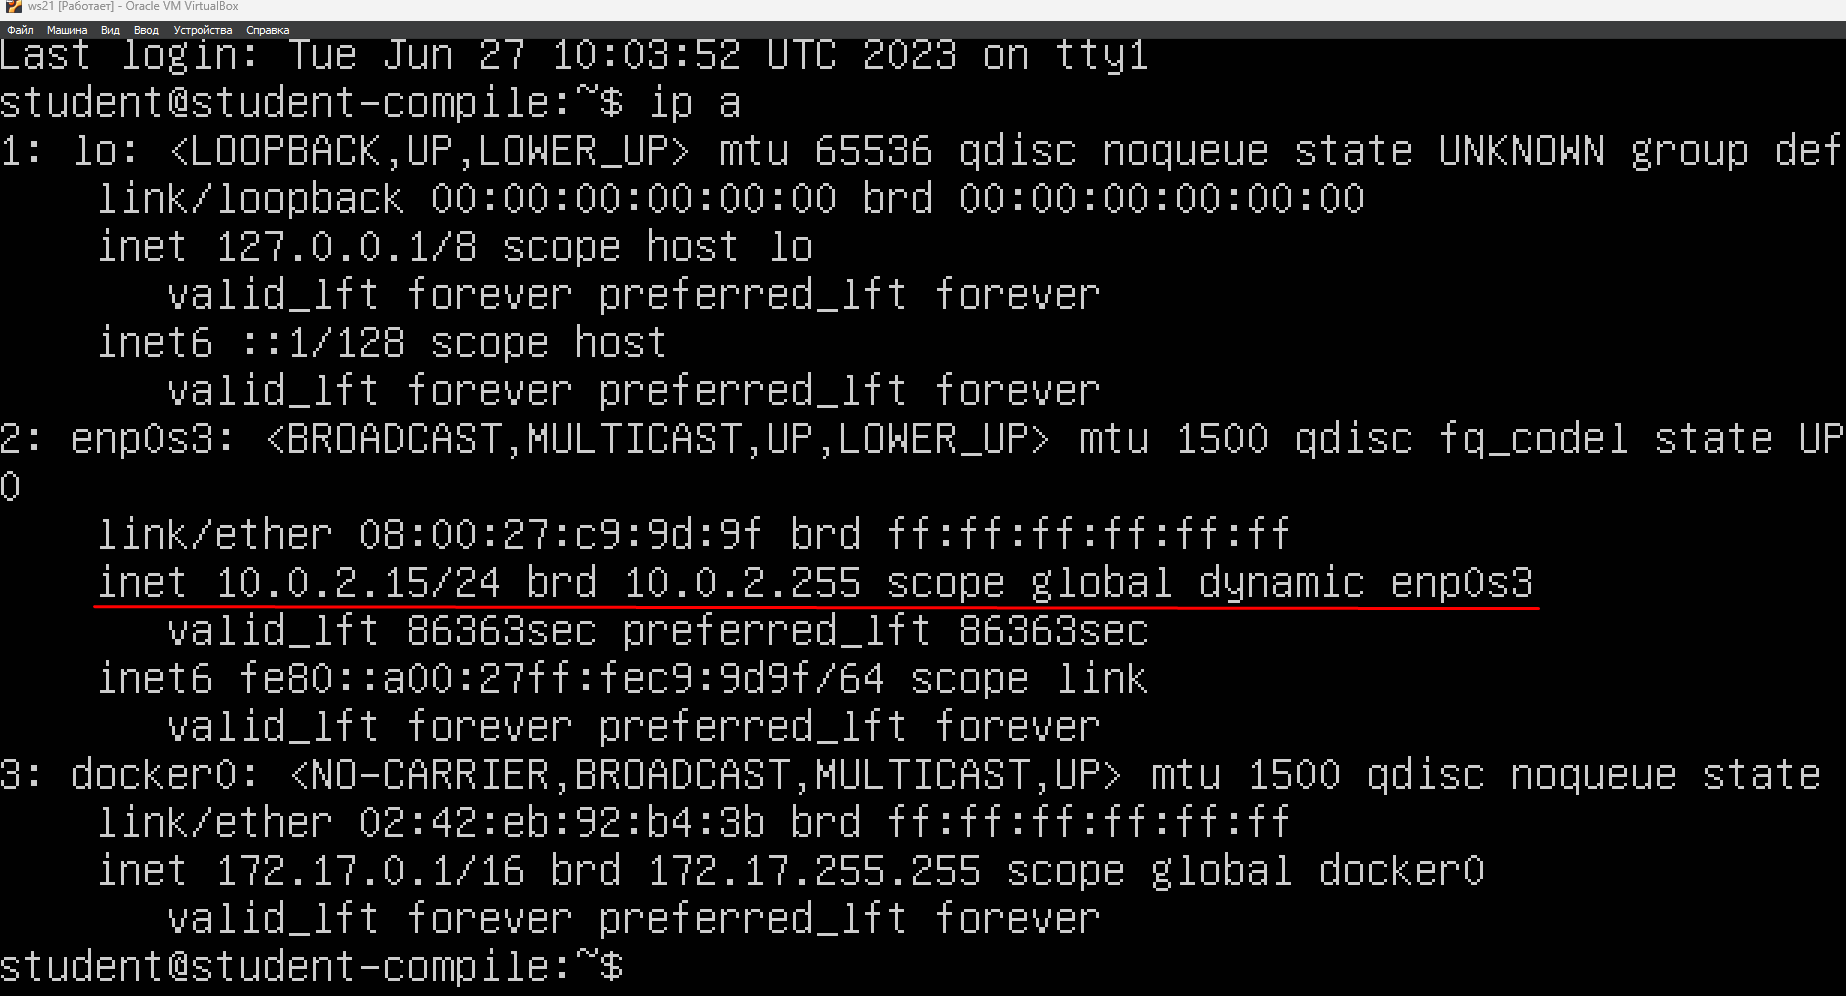 ws21 [Работает] - Oracle VM VirtualBox
Файл Машина Вид Ввод Устройства Справка
Last login: Tue Jun 27 10:03:52 UTC 2023 on tty1
student@student-compile:~$ ip a
1: lo: <LOOPBACK,UP,LOWER_UP> mtu 65536 qdisc noqueue state UNKNOWN group def
link/loopback 00:00:00:00:00:00 brd 00:00:00:00:00:00
inet 127.0.0.1/8 scope host lo
valid_lft forever preferred_lft forever
inet6 ::1/128 scope host
valid_lft forever preferred_lft forever
2: enp0s3: <BROADCAST,MULTICAST,UP,LOWER_UP> mtu 1500 qdisc fq_codel state UP
0
link/ether 08:00:27:c9:9d:9f brd ff:ff:ff:ff:ff:ff
inet 10.0.2.15/24 brd 10.0.2.255 scope global dynamic enp0s3
valid_lft 86363sec preferred_lft 86363sec
inet6 fe80::a00:27ff:fec9:9d9f/64 scope link
valid_lft forever preferred_lft forever
3: docker0: <NO-CARRIER,BROADCAST,MULTICAST,UP> mtu 1500 qdisc noqueue state
link/ether 02:42:eb:92:b4:3b brd ff:ff:ff:ff:ff:ff
inet 172.17.0.1/16 brd 172.17.255.255 scope global docker0
valid_lft forever preferred_lft forever
student@student-compile:~$